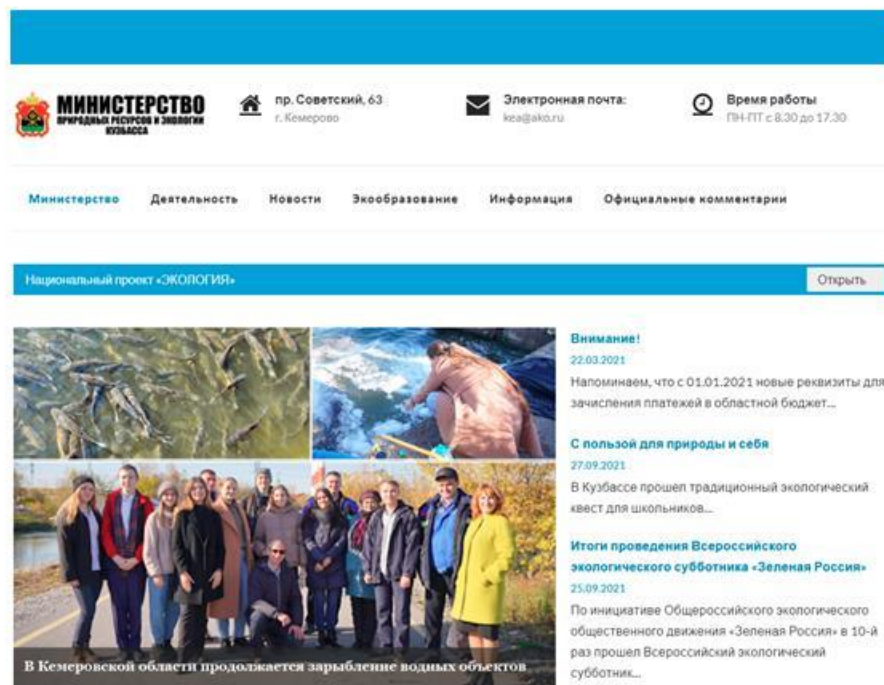 МИНИСТЕРСТВО
ПРИРОДНЫХ РЕСУРСОВ И ЭКОЛОГИИ
КУЗБАССА
пр. Советский, 63
г. Кемерово
Электронная почта:
kea@ako.ru
Время работы
ПН-ПТ с 8.30 до 17.30
Министерство Деятельность Новости Экообразование Информация Официальные комментарии
Национальный проект «ЭКОЛОГИЯ» Открыть
В Кемеровской области продолжается зарыбление водных объектов
Внимание!
22.03.2021
Напоминаем, что с 01.01.2021 новые реквизиты для
зачисления платежей в областной бюджет...
С пользой для природы и себя
27.09.2021
В Кузбассе прошел традиционный экологический
квест для школьников...
Итоги проведения Всероссийского
экологического субботника «Зеленая Россия»
25.09.2021
По инициативе Общероссийского экологического
общественного движения «Зеленая Россия» в 10-й
раз прошел Всероссийский экологический
субботник...